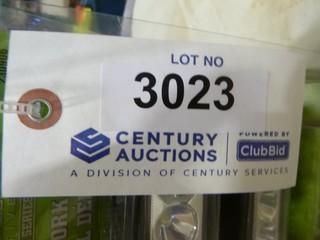 LOT NO
3023
CENTURY
AUCTIONS
POWERED BY
ClubBid
A DIVISION OF CENTURY SERVICES